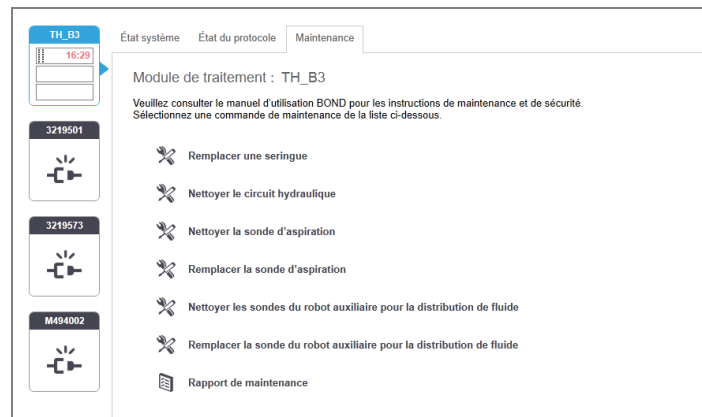 TH_B3
16:29
3219501
3219573
M494002
État système État du protocole Maintenance
Module de traitement : TH_B3
Veuillez consulter le manuel d'utilisation BOND pour les instructions de maintenance et de sécurité.
Sélectionnez une commande de maintenance de la liste ci-dessous.
Remplacer une seringue
Nettoyer le circuit hydraulique
Nettoyer la sonde d'aspiration
Remplacer la sonde d'aspiration
Nettoyer les sondes du robot auxiliaire pour la distribution de fluide
Remplacer la sonde du robot auxiliaire pour la distribution de fluide
Rapport de maintenance